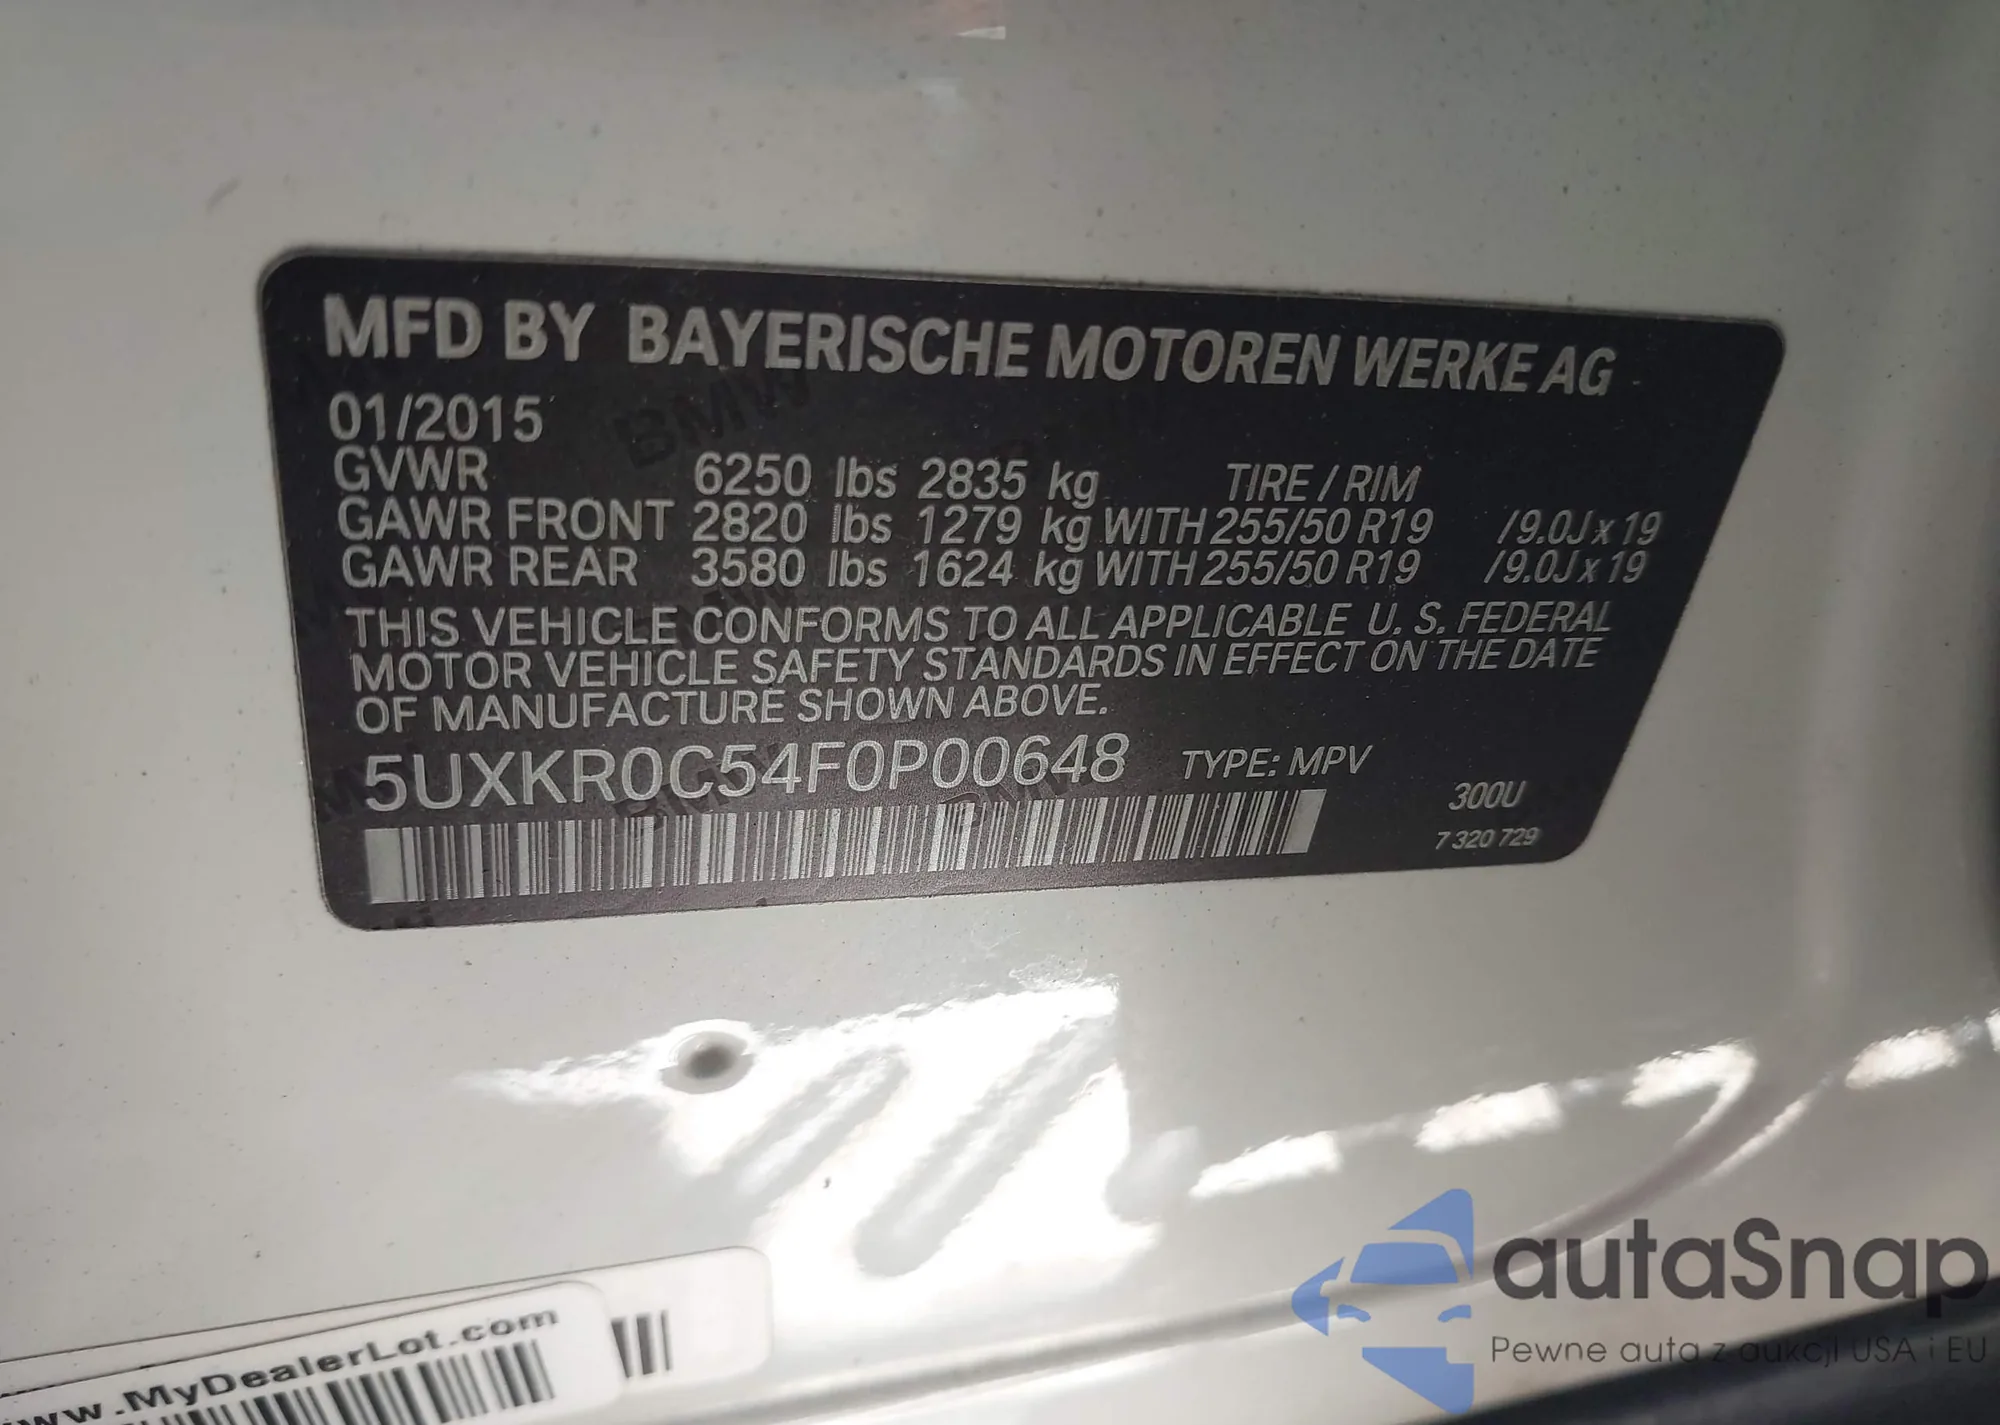 MFD BY BAYERISCHE MOTOREN WERKE AG
01/2015
GVWR 6250 lbs 2835 kg TIRE / RIM
GAWR FRONT 2820 lbs 1279 kg WITH 255/50 R19 /9.0J x 19
GAWR REAR 3580 lbs 1624 kg WITH 255/50 R19 /9.0J x 19
THIS VEHICLE CONFORMS TO ALL APPLICABLE U. S. FEDERAL
MOTOR VEHICLE SAFETY STANDARDS IN EFFECT ON THE DATE
OF MANUFACTURE SHOWN ABOVE.
5UXKR0C54F0P00648 TYPE: MPV
300U
7 320 729
www.MyDealerLot.com
autaSnap
Pewne auta z aukcji USA i EU